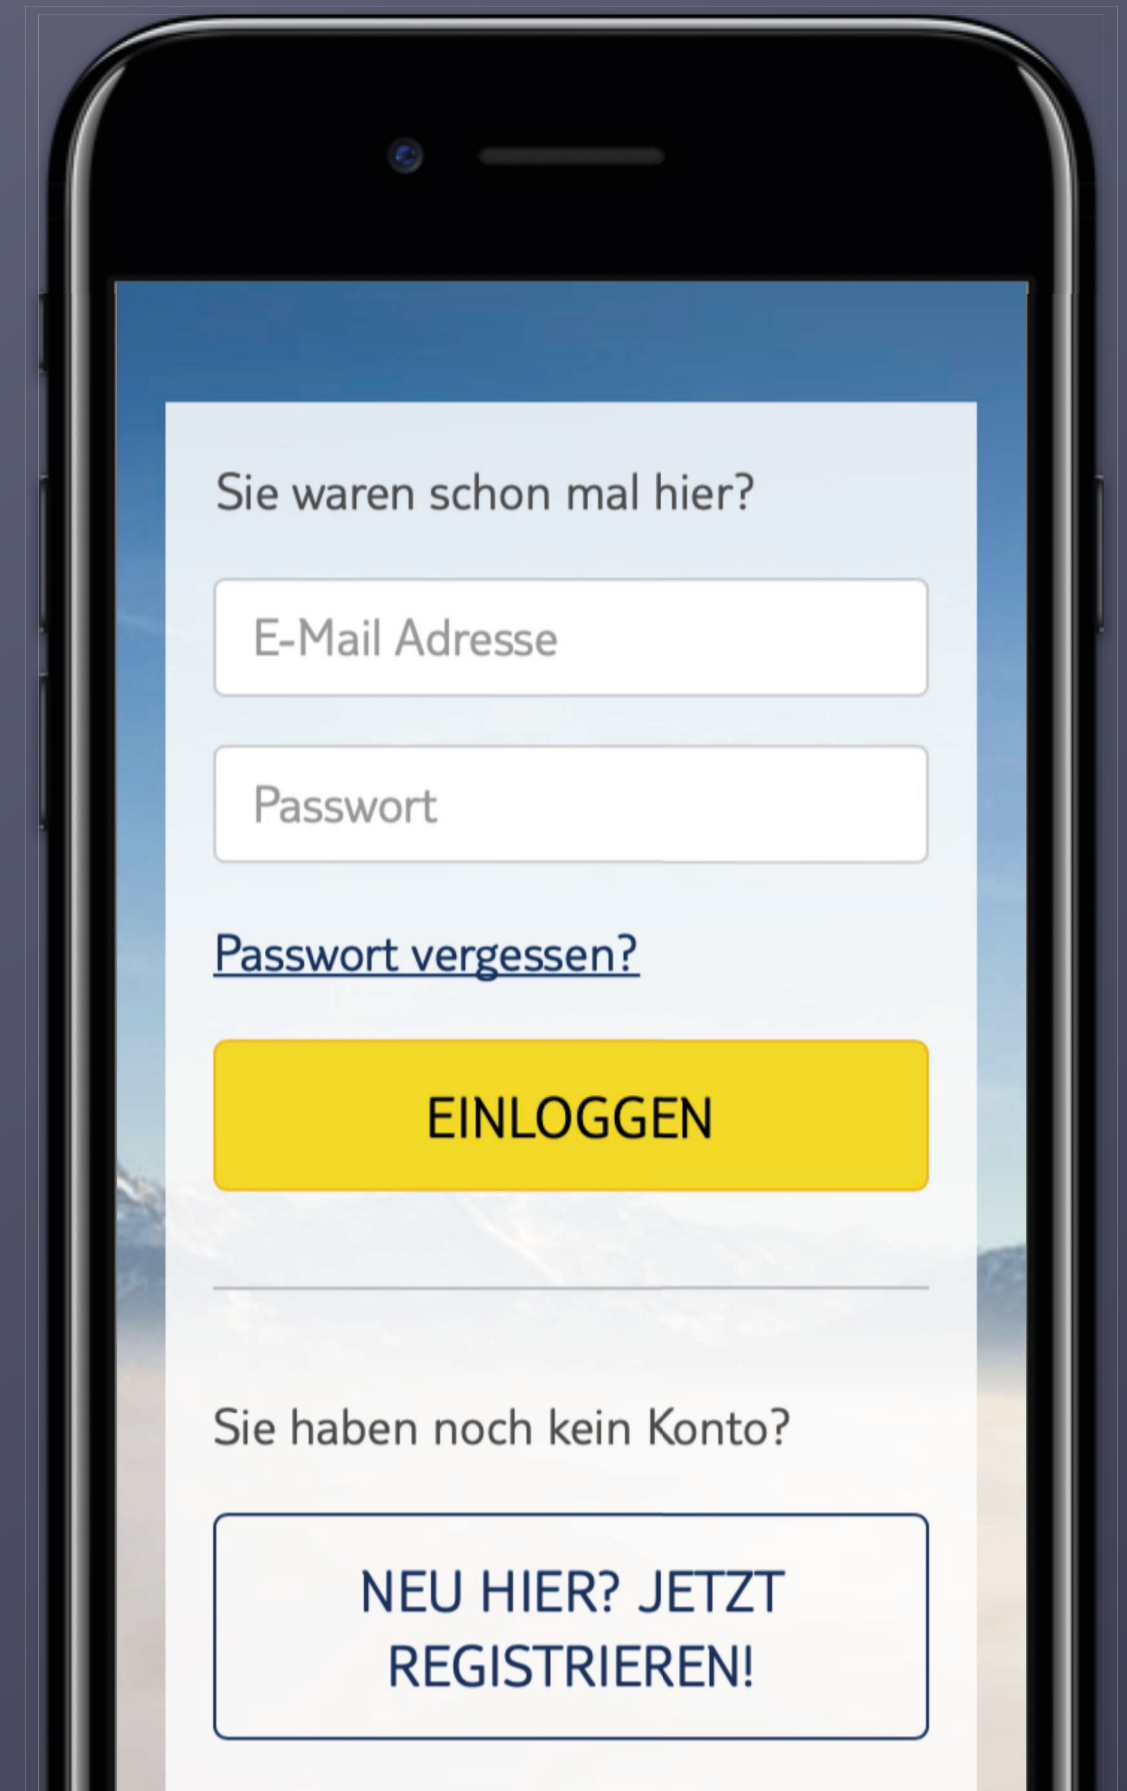 Sie waren schon mal hier?
E-Mail Adresse
Passwort
Passwort vergessen?
EINLOGGEN
Sie haben noch kein Konto?
NEU HIER? JETZT
REGISTRIEREN!